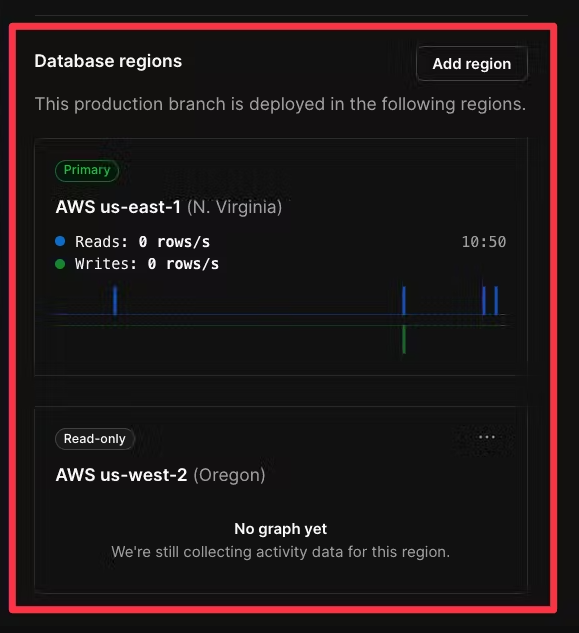 Database regions
Add region
This production branch is deployed in the following regions.
Primary
AWS us-east-1 (N. Virginia)
Reads: 0 rows/s
10:50
Writes: 0 rows/s
Read-only
AWS us-west-2 (Oregon)
No graph yet
We're still collecting activity data for this region.